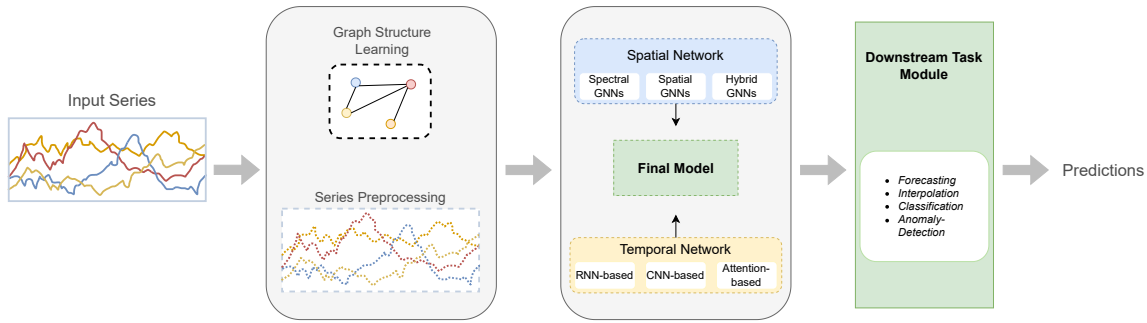 Input Series
Graph Structure
Learning
Series Preprocessing
Spatial Network
Spectral
GNNs
Spatial
GNNs
Hybrid
GNNs
Final Model
Temporal Network
RNN-based
CNN-based
Attention-
based
Downstream Task
Module
• Forecasting
• Interpolation
• Classification
• Anomaly-
Detection
Predictions